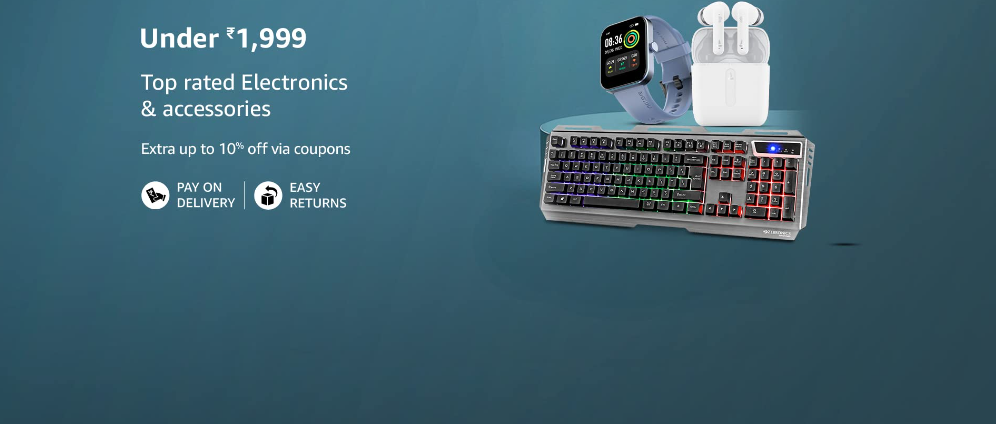 Under ₹1,999
Top rated Electronics
& accessories
Extra up to 10% off via coupons
PAY ON
DELIVERY
EASY
RETURNS
08:36